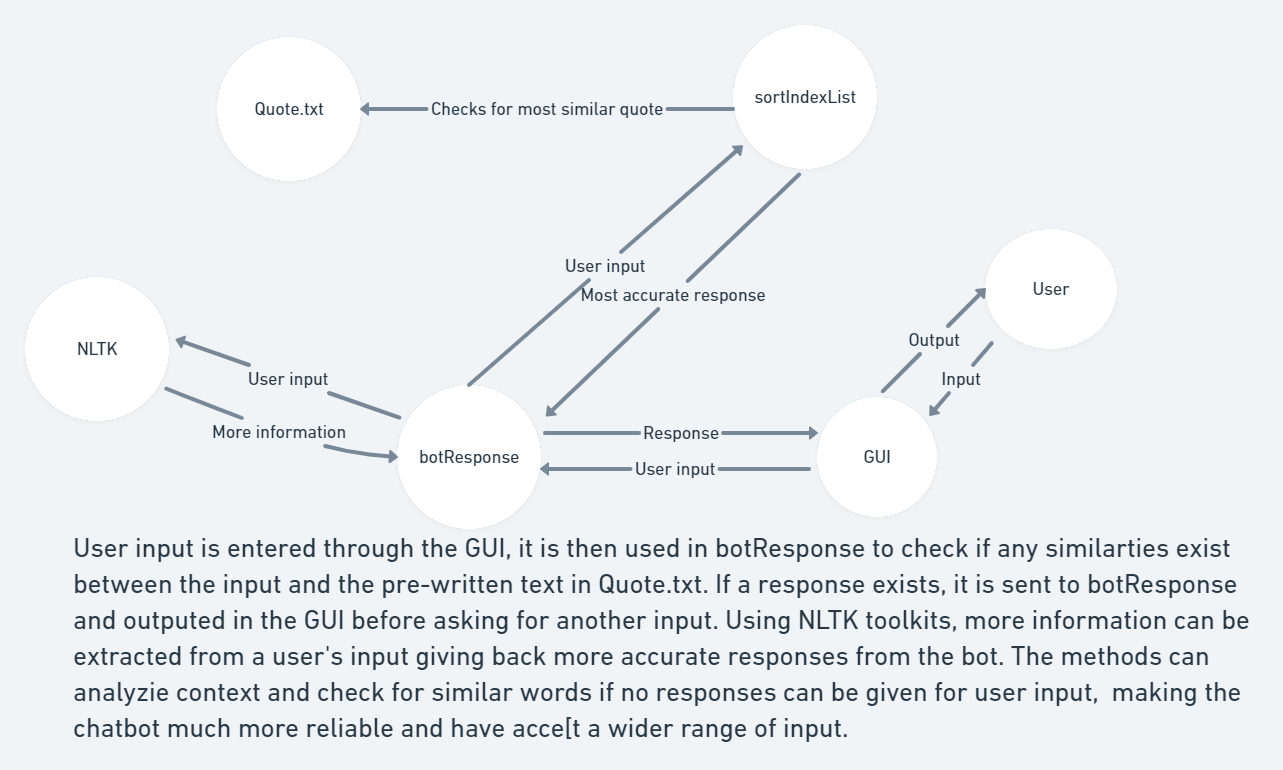 sortIndexList
Quote.txt
Checks for most similar quote
User input
Most accurate response
User
Output
NLTK
User input
Input
More information
Response
botResponse
GUI
User input
User input is entered through the GUI, it is then used in botResponse to check if any similarties exist
between the input and the pre-written text in Quote.txt. If a response exists, it is sent to botResponse
and outputed in the GUI before asking for another input. Using NLTK toolkits, more information can be
extracted from a user's input giving back more accurate responses from the bot. The methods can
analyzie context and check for similar words if no responses can be given for user input,  making the
chatbot much more reliable and have acce[t a wider range of input.